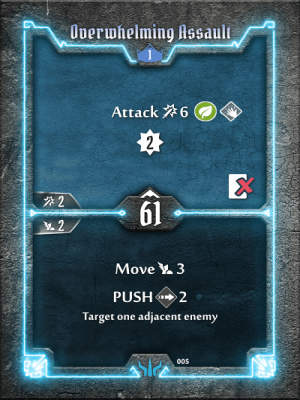 Overwhelming Assault
1
Attack 6
2
2
61
2
Move 3
PUSH 2
Target one adjacent enemy
005